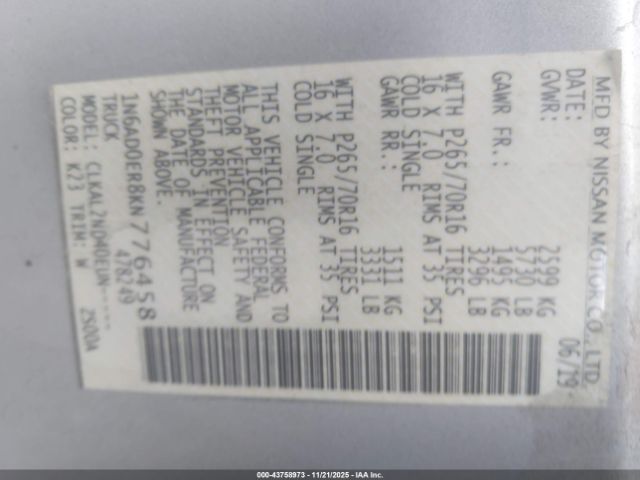 MFD BY NISSAN MOTOR CO., LTD.
DATE: 06/19
GVWR: 2599 KG
5730 LB
GAWR FR.: 1495 KG
3296 LB
WITH P265/70R16 TIRES
16 X 7.0 RIMS AT 35 PSI
COLD SINGLE
GAWR RR.: 1511 KG
3331 LB
WITH P265/70R16 TIRES
16 X 7.0 RIMS AT 35 PSI
COLD SINGLE
THIS VEHICLE CONFORMS TO
ALL APPLICABLE FEDERAL
MOTOR VEHICLE SAFETY AND
THEFT PREVENTION
STANDARDS IN EFFECT ON
THE DATE OF MANUFACTURE
SHOWN ABOVE.
1N6AD0ER8KN776458
TRUCK 478249
MODEL: CLKALZND40EUN-----
COLOR: K23 TRIM: W 2S00A
000-43758973 - 11/21/2025 - IAA Inc.